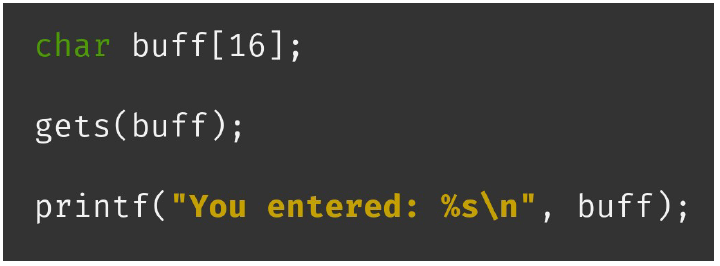 char buff[16];
gets(buff);
printf("You entered: %s\n", buff);